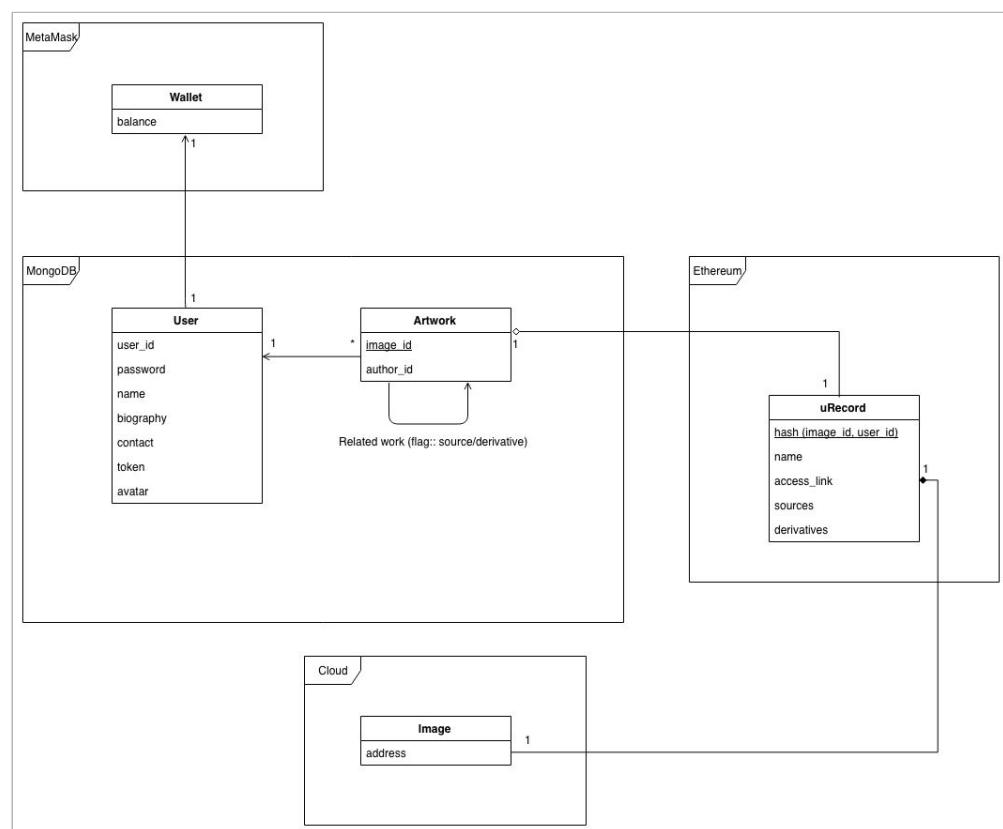 MetaMask
Wallet
balance
1
1
MongoDB
User
user_id
password
name
biography
contact
token
avatar
1
*
Artwork
image_id
author_id
1
Related work (flag:: source/derivative)
Ethereum
1
uRecord
hash (image_id, user_id)
name
access_link
sources
derivatives
1
Cloud
Image
address
1